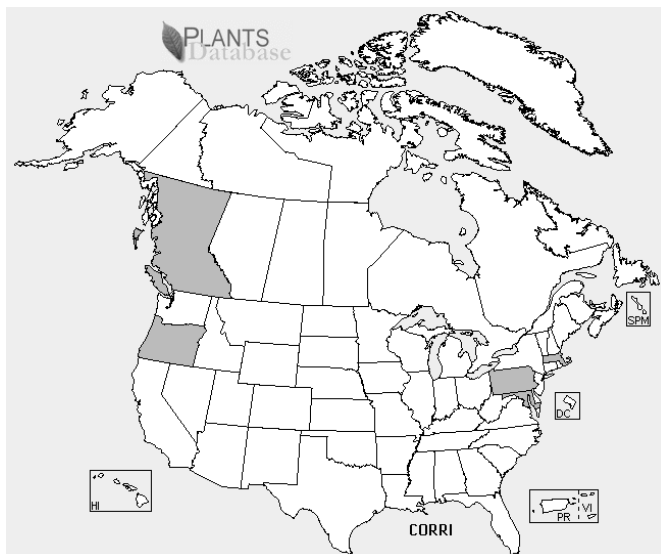 PLANTS
Database
SPM
DC
HI
PR
VI
CORRI